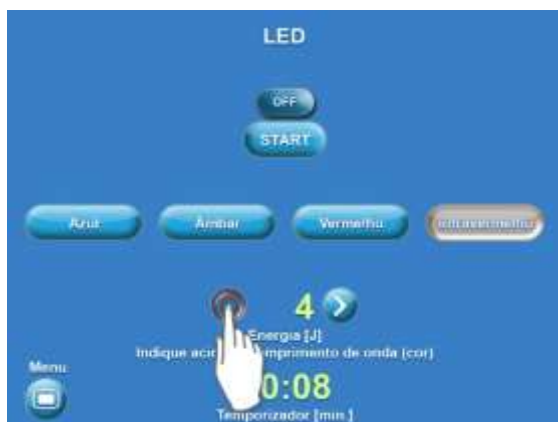 LED
OFF
START
Azul Âmbar Vermelho Infravermelho
4
Energia [J]
Indique aci omprimento de onda (cor)
Menu
0:08
Temporizador [min.]